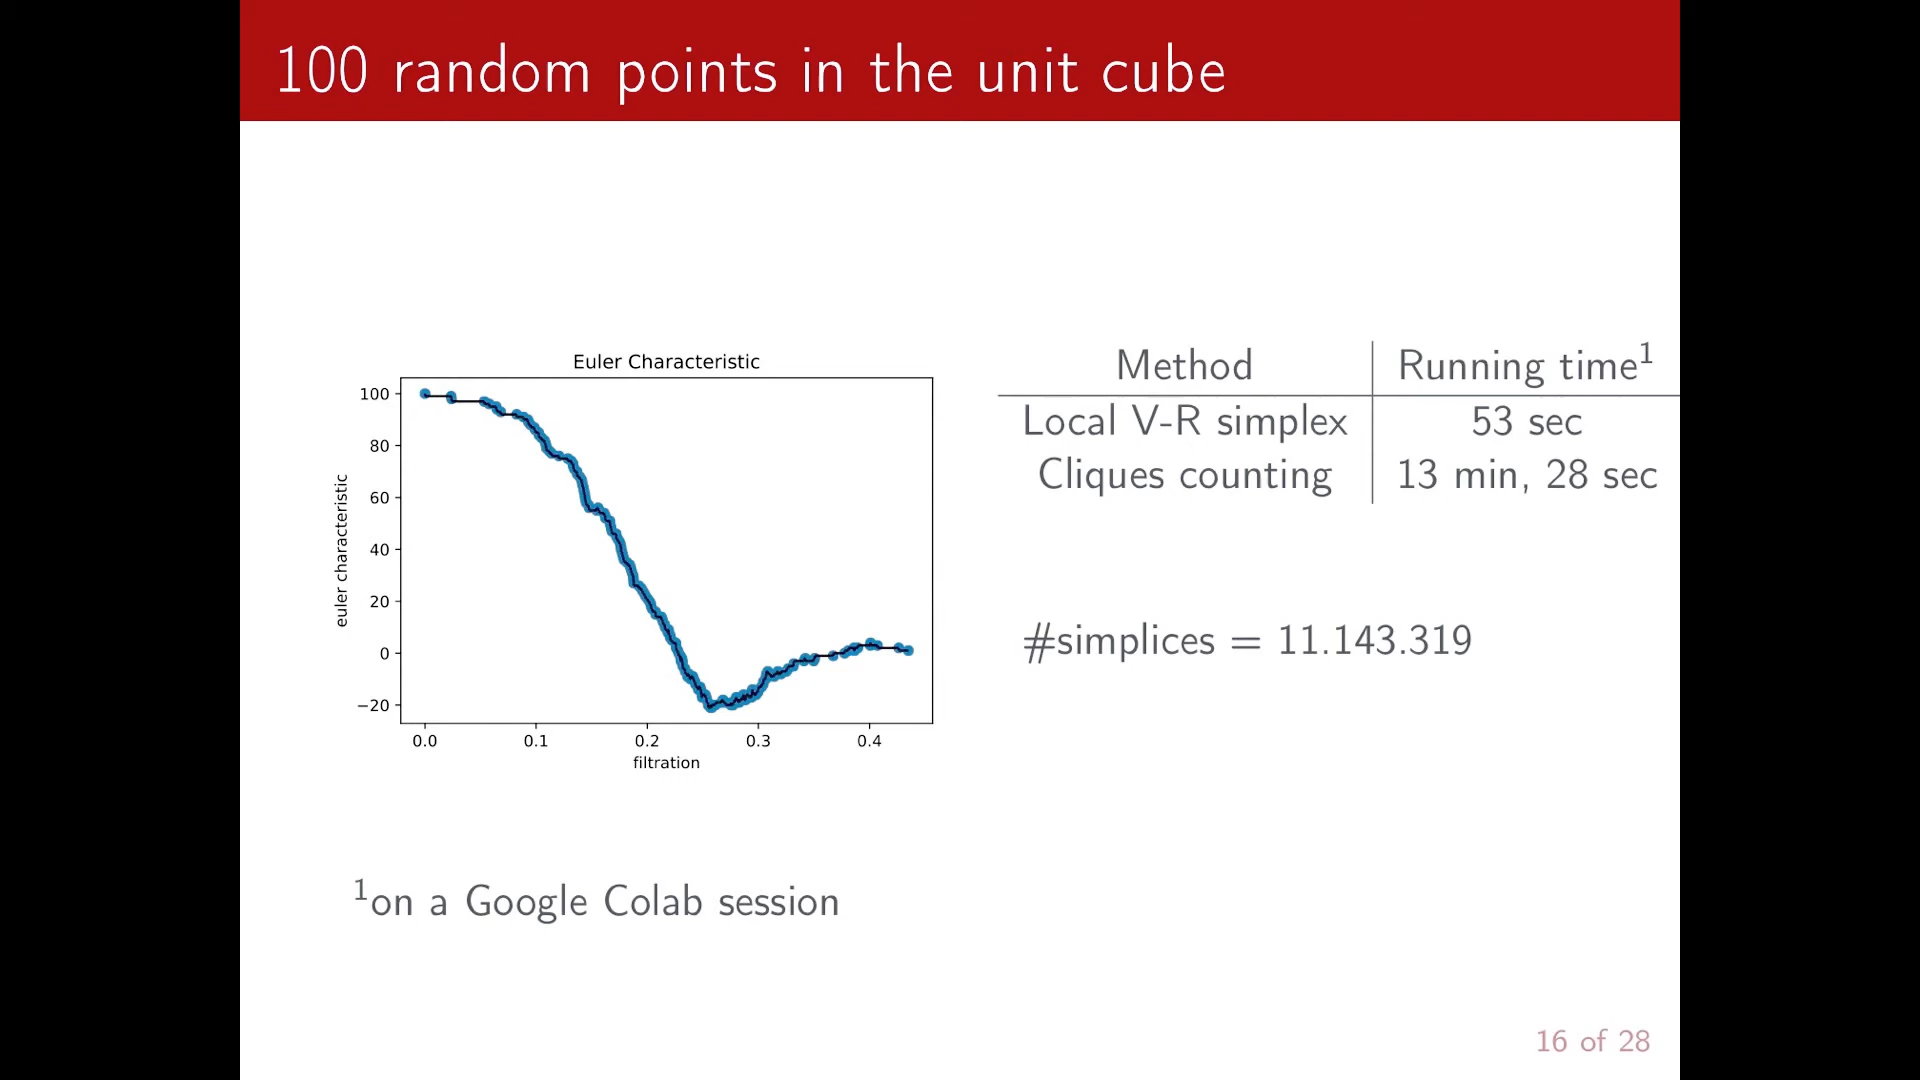 100 random points in the unit cube
Euler Characteristic
100
80
60
40
20
0
−20
euler characteristic
0.0 0.1 0.2 0.3 0.4
filtration
Method Running time¹
Local V-R simplex 53 sec
Cliques counting 13 min, 28 sec
#simplices = 11.143.319
¹on a Google Colab session
16 of 28